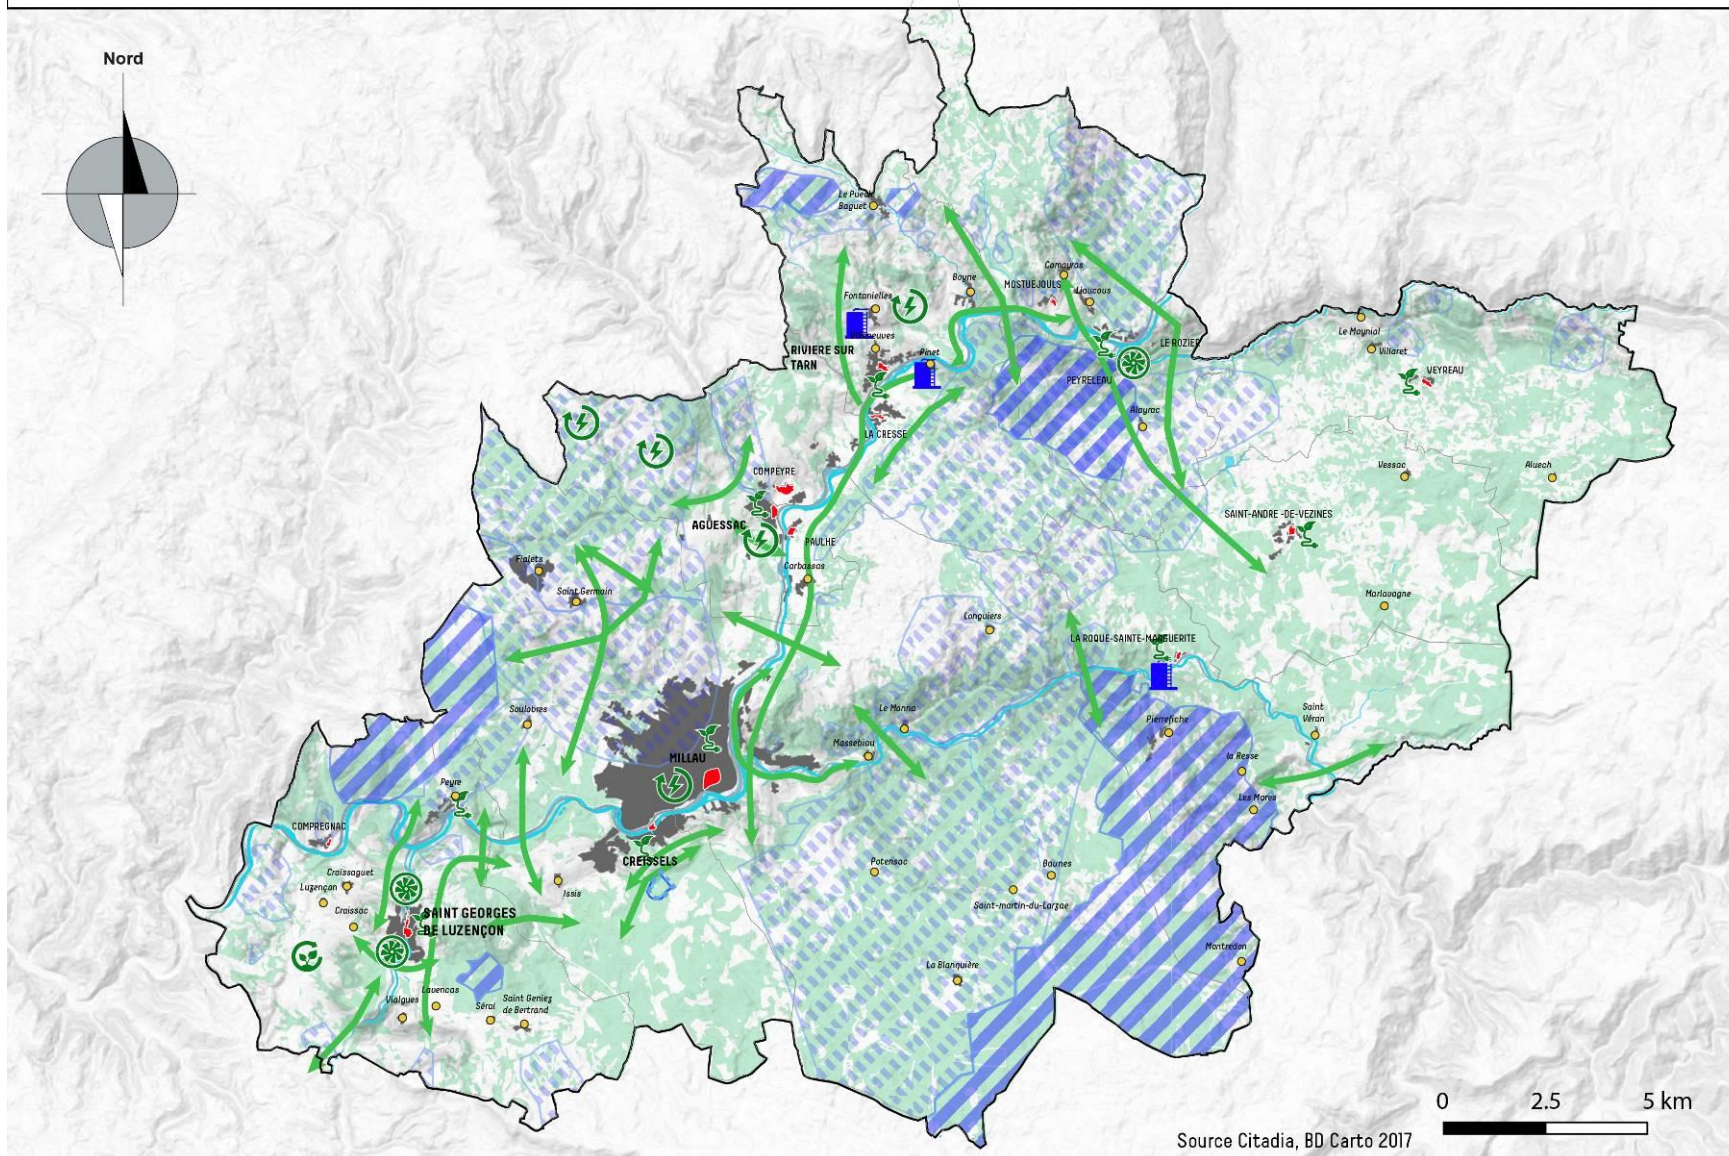 Nord
Le Puech
Baguet
Comayras
Boyne
MOSTUEJOULS
Liaucous
Fontanielles
Le Maynial
LE ROZIER
Villaret
RIVIERE SUR
TARN
Pinet
VEYREAU
PEYRELEAU
Alayrac
LA CRESSE
COMPEYRE
Vessac
Aluech
SAINT-ANDRE -DE-VEZINES
AGUESSAC
PAULHE
Fialets
Carbassas
Saint Germain
Marlavagne
Longuiers
LA ROQUE-SAINTE-MARGUERITE
Soulobres
Le Monna
Saint
Véran
Pierrefiche
Massebiau
MILLAU
la Resse
Peyre
Les Mores
COMPREGNAC
CREISSELS
Potensac
Baunes
Craissaguet
Luzençon
Issis
Saint-martin-du-Larzac
Craissac
SAINT GEORGES
DE LUZENÇON
Montredon
La Blanquière
Lavencas
Vialgues
Séral
Saint Geniez
de Bertrand
0 2.5 5 km
Source Citadia, BD Carto 2017